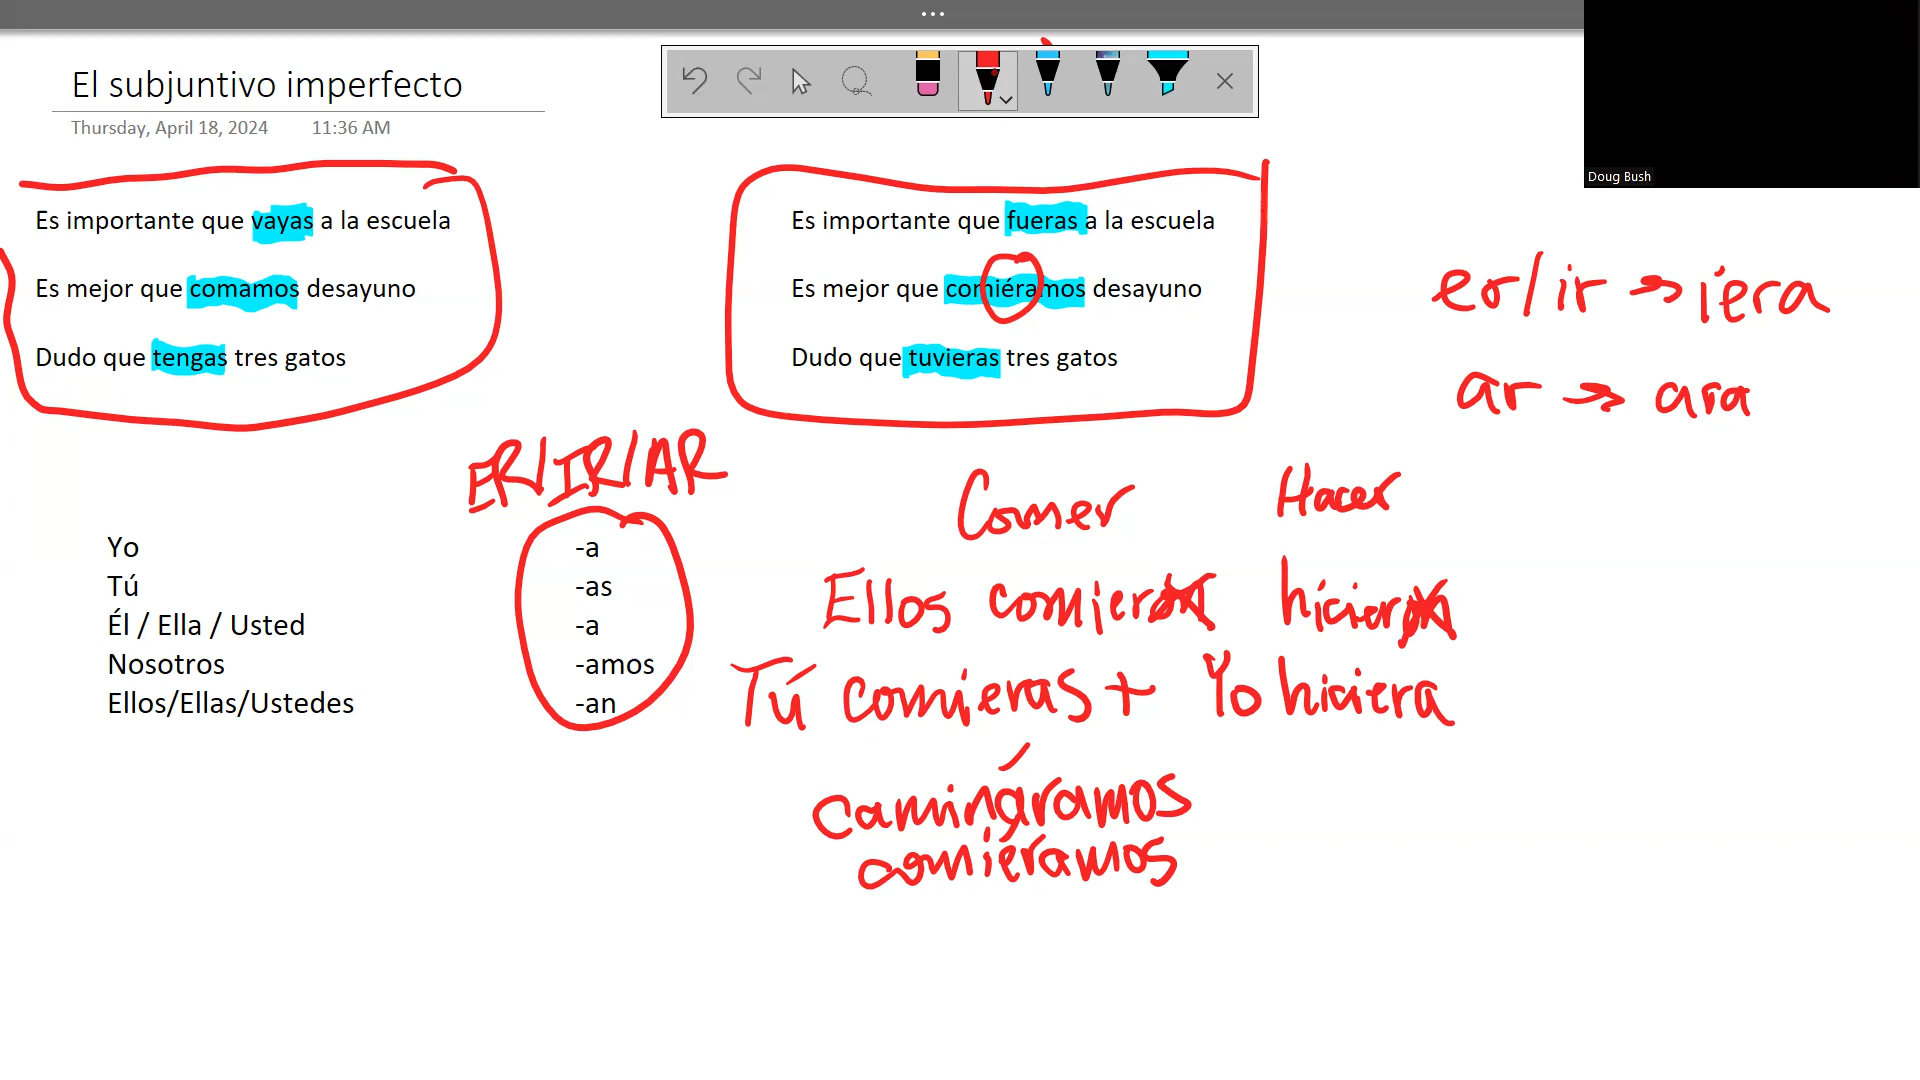 El subjuntivo imperfecto
Thursday, April 18, 2024 11:36 AM
Doug Bush
Es importante que vayas a la escuela
Es mejor que comamos desayuno
Dudo que tengas tres gatos
Es importante que fueras a la escuela
Es mejor que comiéramos desayuno
Dudo que tuvieras tres gatos
er/ir → iera
ar → ara
ER/IR/AR
Yo -a
Tú -as
Él / Ella / Usted -a
Nosotros -amos
Ellos/Ellas/Ustedes -an
Comer Hacer
Ellos comieron hicieron
Tú comieras + Yo hiciera
camináramos
comiéramos